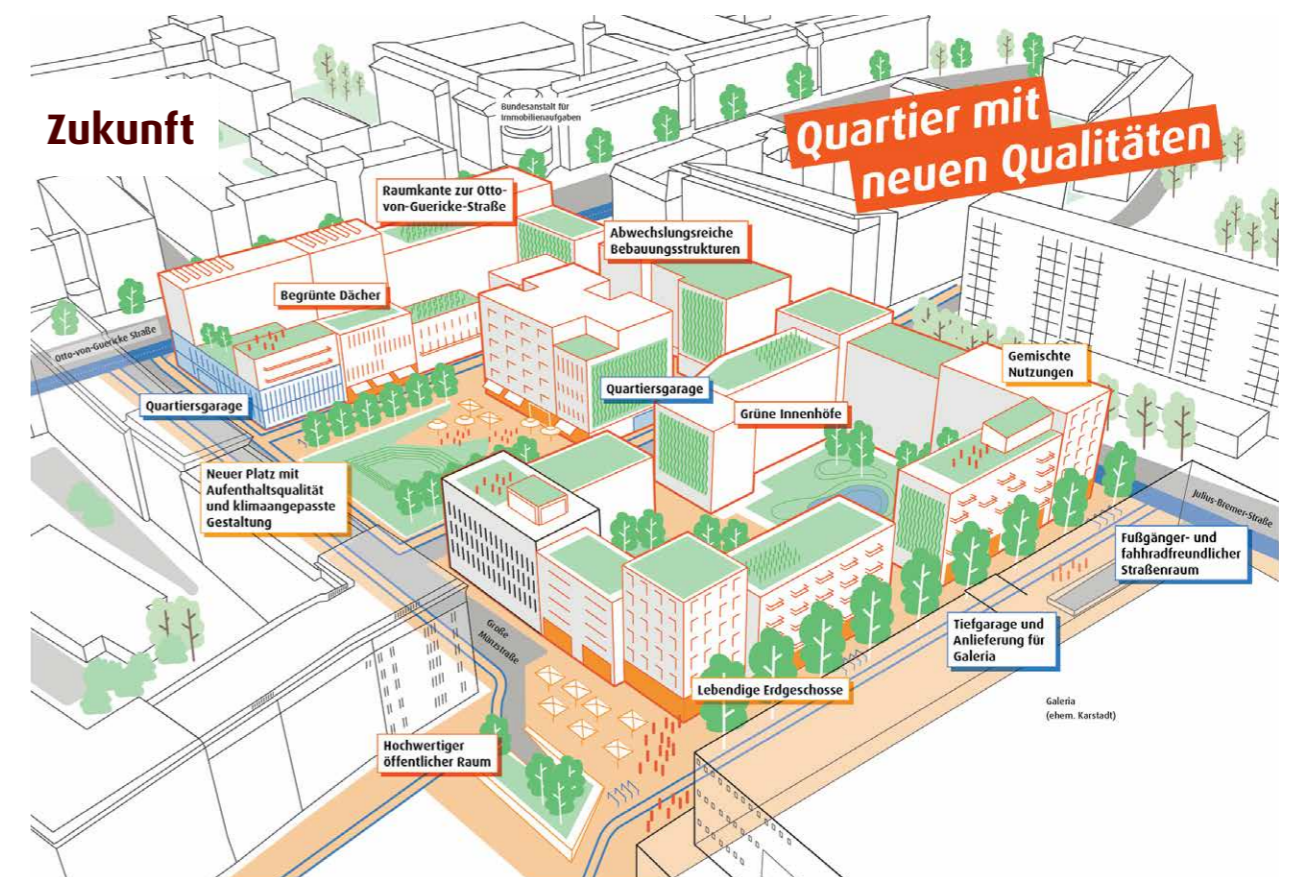 Zukunft
Bundesanstalt für
Immobilienaufgaben
Quartier mit
neuen Qualitäten
Raumkante zur Otto-
von-Guericke-Straße
Abwechslungsreiche
Bebauungsstrukturen
Begrünte Dächer
Otto-von-Guericke Straße
Gemischte
Nutzungen
Quartiersgarage
Quartiersgarage
Grüne Innenhöfe
Neuer Platz mit
Aufenthaltsqualität
und klimaangepasste
Gestaltung
Julius-Bremer-Straße
Fußgänger- und
fahhradfreundlicher
Straßenraum
Große
Münzstraße
Tiefgarage und
Anlieferung für
Galeria
Lebendige Erdgeschosse
Galeria
(ehem. Karstadt)
Hochwertiger
öffentlicher Raum